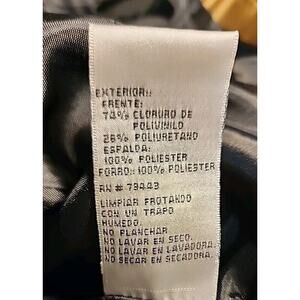 EXTERIOR:
FRENTE:
74% CLORURO DE
POLIVINILO
26% POLIURETANO
ESPALDA:
100% POLIESTER
FORRO: 100% POLIESTER
RN # 79443
LIMPIAR FROTANDO
CON UN TRAPO
HUMEDO.
NO PLANCHAR
NO LAVAR EN SECO.
NO LAVAR EN LAVADORA.
NO SECAR EN SECADORA.